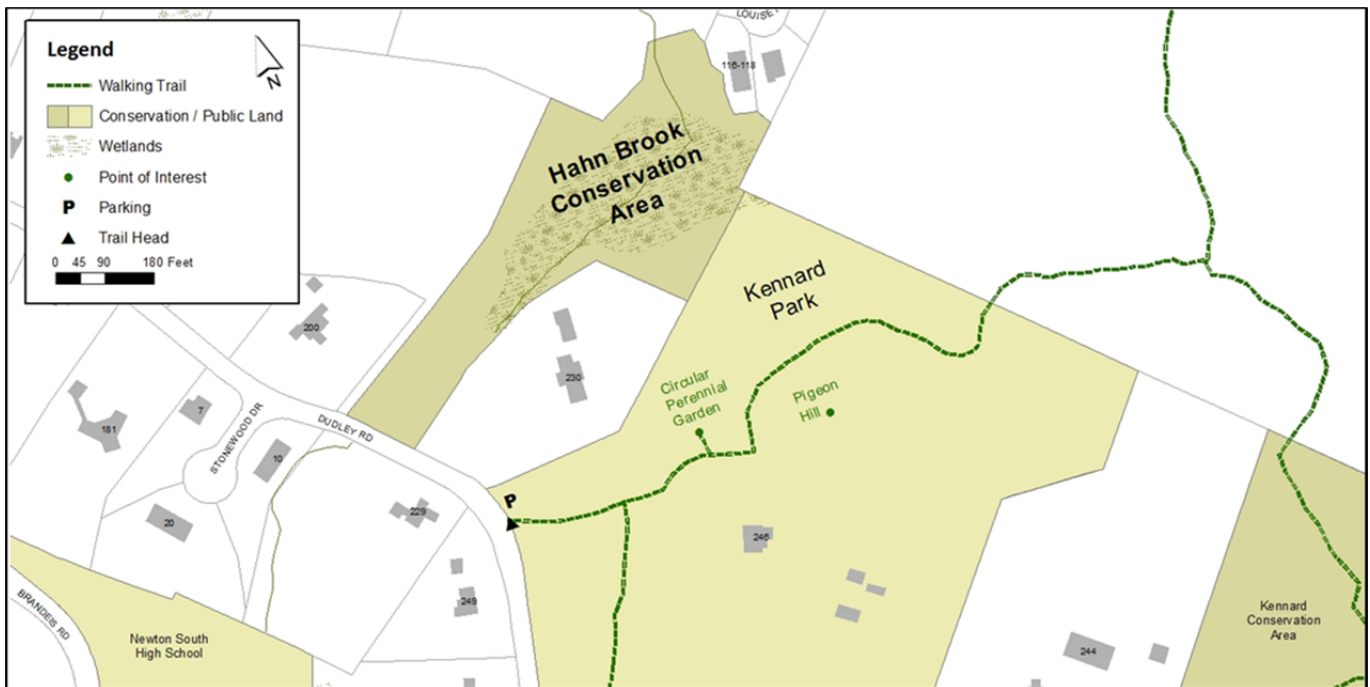 Legend
N
Walking Trail
Conservation / Public Land
Wetlands
Point of Interest
P
Parking
Trail Head
0 45 90 180 Feet
116-118
Hahn Brook
Conservation
Area
Kennard
Park
200
230
Circular
Perennial
Garden
Pigeon
Hill
181
7
STONEWOOD DR
DUDLEY RD
10
P
20
229
246
249
BRANDEIS RD
Newton South
High School
Kennard
Conservation
Area
244